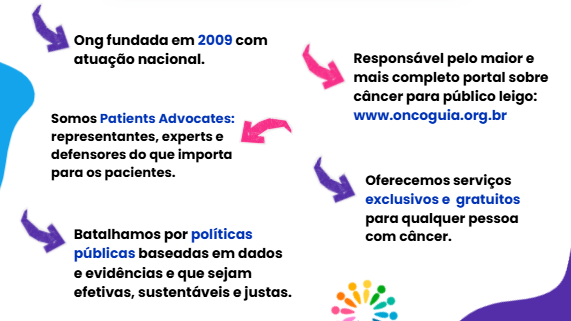 Ong fundada em 2009 com
atuação nacional.
Responsável pelo maior e
mais completo portal sobre
câncer para público leigo:
www.oncoguia.org.br
Somos Patients Advocates:
representantes, experts e
defensores do que importa
para os pacientes.
Oferecemos serviços
exclusivos e gratuitos
para qualquer pessoa
com câncer.
Batalhamos por políticas
públicas baseadas em dados
e evidências e que sejam
efetivas, sustentáveis e justas.